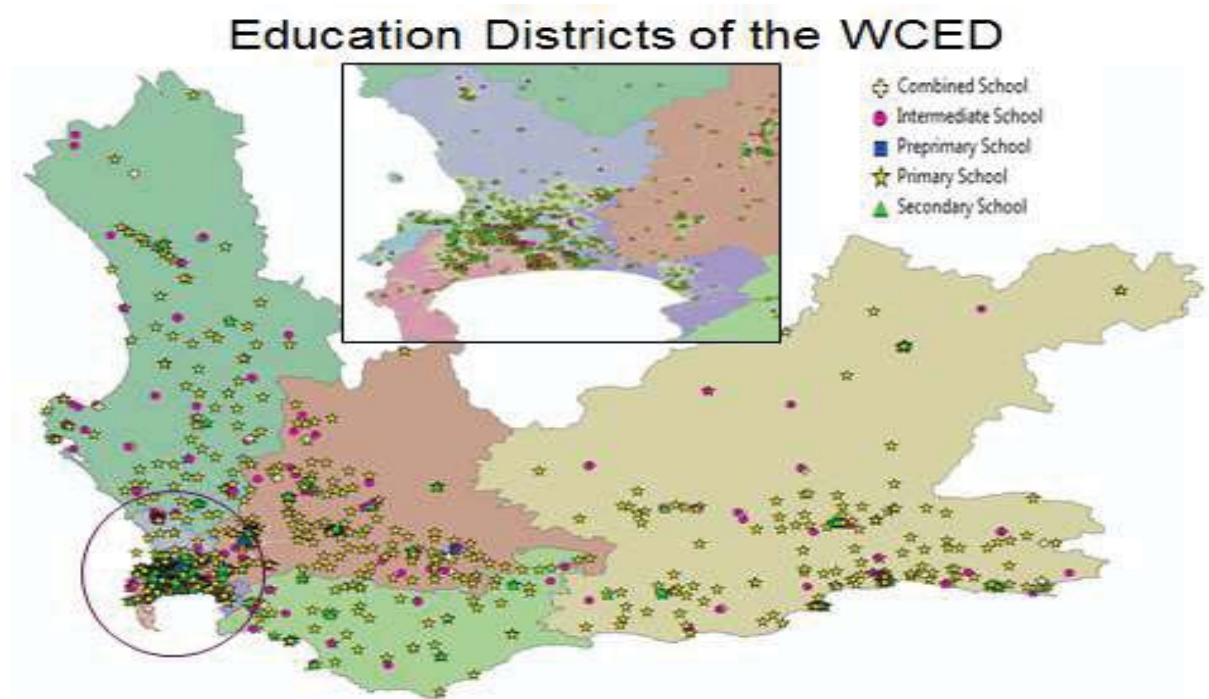 Education Districts of the WCED
Combined School
Intermediate School
Preprimary School
Primary School
Secondary School